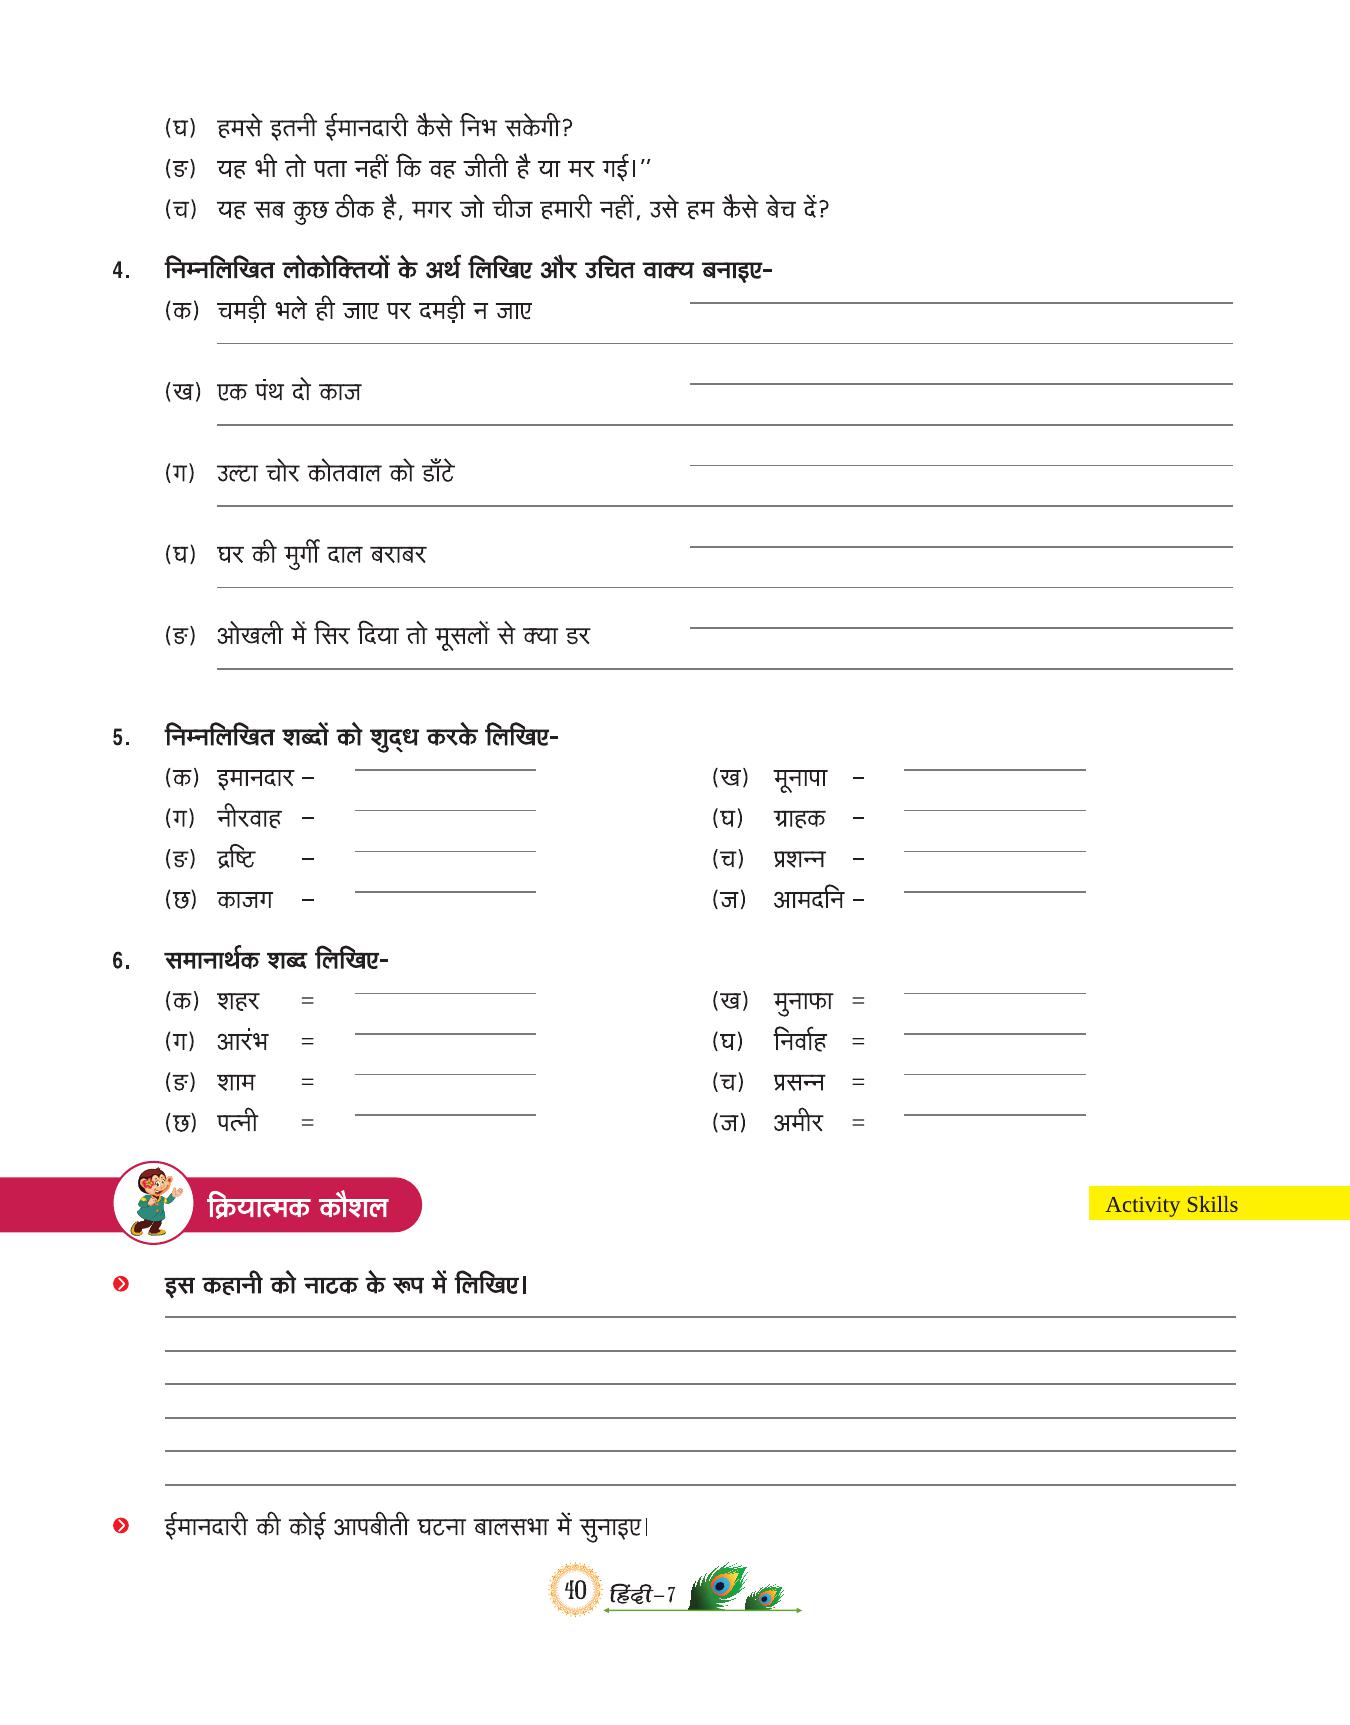 (घ) हमसे इतनी ईमानदारी कैसे निभ सकेगी?
(ङ) यह भी तो पता नहीं कि वह जीती है या मर गई।’’
(च) यह सब कुछ ठीक है, मगर जो चीज हमारी नहीं, उसे हम कैसे बेच दें?
4. निम्नलिखित लोकोक्तियों के अर्थ लिखिए और उचित वाक्य बनाइए-
(क) चमड़ी भले ही जाए पर दमड़ी न जाए
(ख) एक पंथ दो काज
(ग) उल्टा चोर कोतवाल को डाँटे
(घ) घर की मुर्गी दाल बराबर
(ङ) ओखली में सिर दिया तो मूसलों से क्या डर
5. निम्नलिखित शब्दों को शुद्ध करके लिखिए-
(क) इमानदार – (ख) मूनापा –
(ग) नीरवाह – (घ) ग्राहक –
(ङ) द्रष्टि – (च) प्रशन्न –
(छ) काजग – (ज) आमदनि –
6. समानार्थक शब्द लिखिए-
(क) शहर = (ख) मुनाफा =
(ग) आरंभ = (घ) निर्वाह =
(ङ) शाम = (च) प्रसन्न =
(छ) पत्नी = (ज) अमीर =
क्रियात्मक कौशल Activity Skills
इस कहानी को नाटक के रूप में लिखिए।
ईमानदारी की कोई आपबीती घटना बालसभा में सुनाइए।
40 हिंदी–7